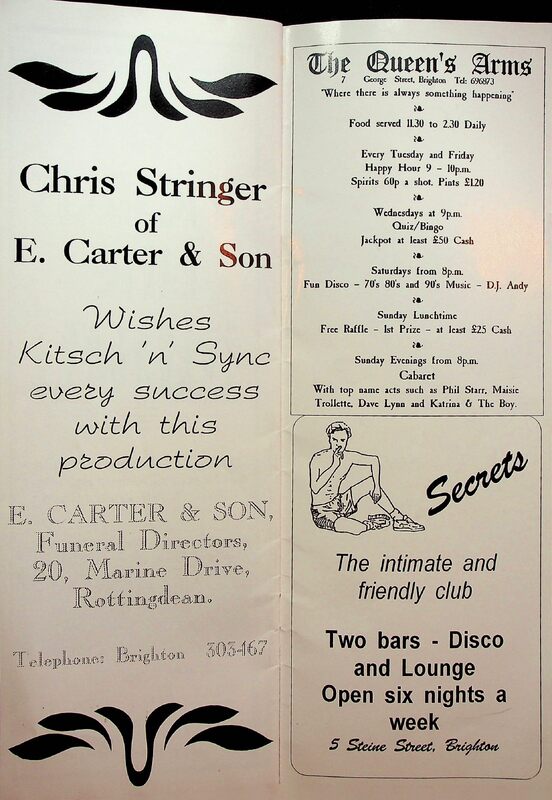 Chris Stringer
of
E. Carter & Son
Wishes
Kitsch 'n' Sync
every success
with this
production
E. CARTER & SON,
Funeral Directors,
20, Marine Drive,
Rottingdean.
Telephone: Brighton 303467
The Queen's Arms
7 George Street, Brighton Tel: 696873
"Where there is always something happening"
Food served 11.30 to 2.30 Daily
Every Tuesday and Friday
Happy Hour 9 - 10p.m.
Spirits 60p a shot, Pints £1.20
Wednesdays at 9p.m.
Quiz/Bingo
Jackpot at least £50 Cash
Saturdays from 8p.m.
Fun Disco - 70's 80's and 90's Music - D.J. Andy
Sunday Lunchtime
Free Raffle - 1st Prize - at least £25 Cash
Sunday Evenings from 8p.m.
Cabaret
With top name acts such as Phil Starr, Maisie
Trollette, Dave Lynn and Katrina & The Boy.
Secrets
The intimate and
friendly club
Two bars - Disco
and Lounge
Open six nights a
week
5 Steine Street, Brighton